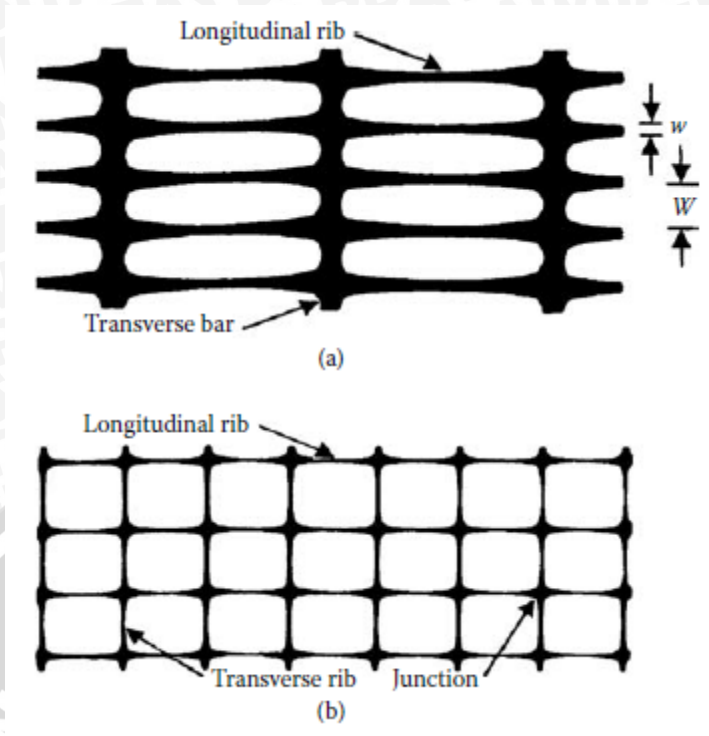 Longitudinal rib
w
W
Transverse bar
(a)
Longitudinal rib
Transverse rib
Junction
(b)